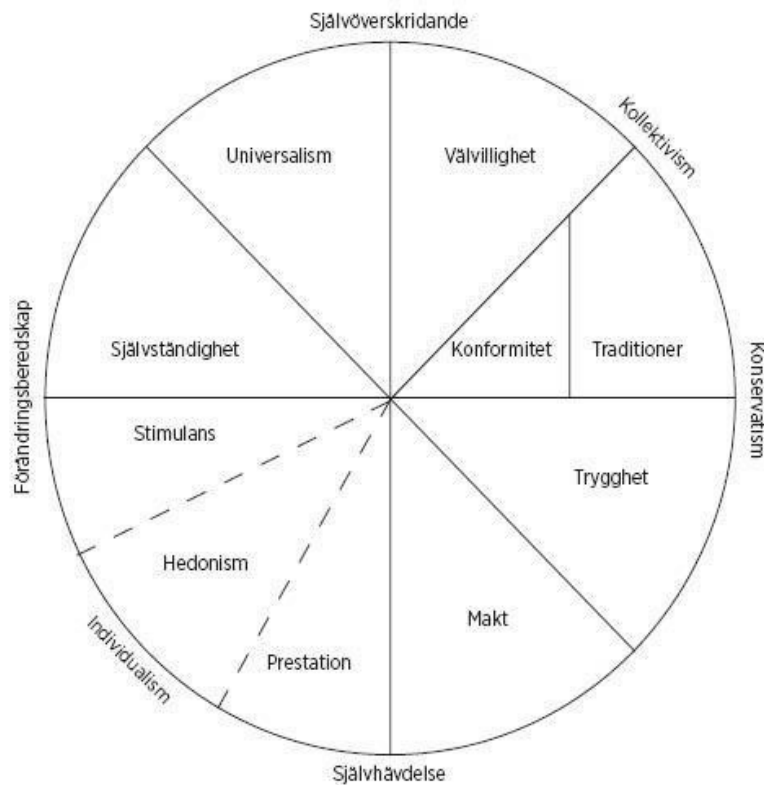 Självöverskridande
Kollektivism
Universalism
Välvillighet
Självständighet
Konformitet
Traditioner
Förändringsberedskap
Konservatism
Stimulans
Trygghet
Hedonism
Makt
Individualism
Prestation
Självhävdelse